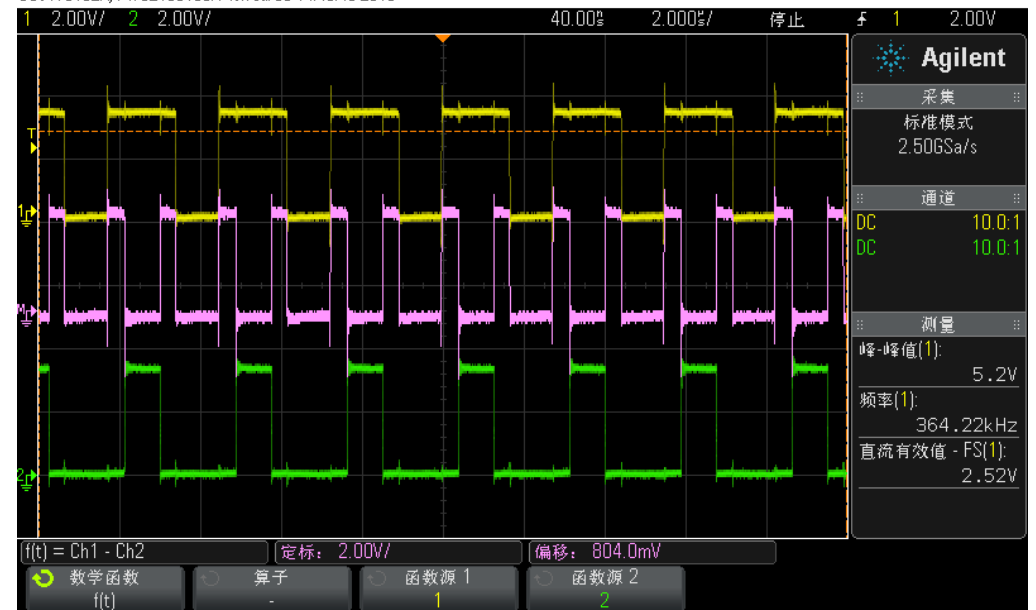 1 2.00V/ 2 2.00V/ 40.00㎱ 2.000㎲/ 停止 1 2.00V
Agilent
采集
标准模式
2.50GSa/s
通道
DC 10.0:1
DC 10.0:1
测量
峰-峰值(1):
5.2V
频率(1):
364.22kHz
直流有效值 - FS(1):
2.52V
T
1
M
2
f(t) = Ch1 - Ch2 定标: 2.00V/ 偏移: 804.0mV
数学函数 算子 函数源 1 函数源 2
f(t) - 1 2